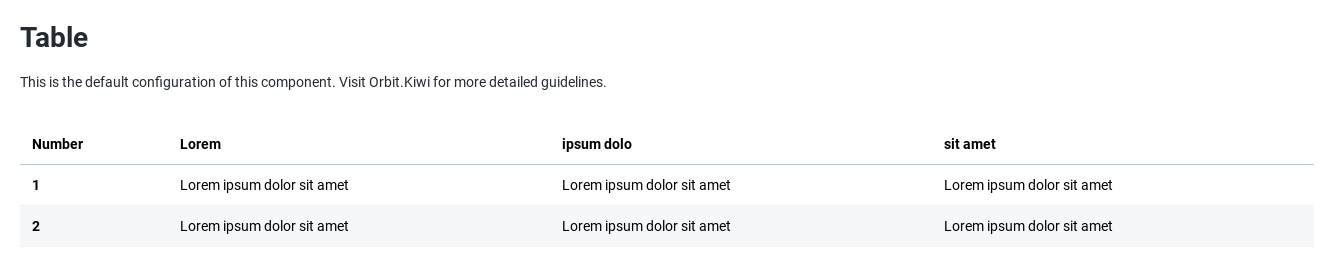 Table
This is the default configuration of this component. Visit Orbit.Kiwi for more detailed guidelines.
Number Lorem ipsum dolo sit amet
1 Lorem ipsum dolor sit amet Lorem ipsum dolor sit amet Lorem ipsum dolor sit amet
2 Lorem ipsum dolor sit amet Lorem ipsum dolor sit amet Lorem ipsum dolor sit amet